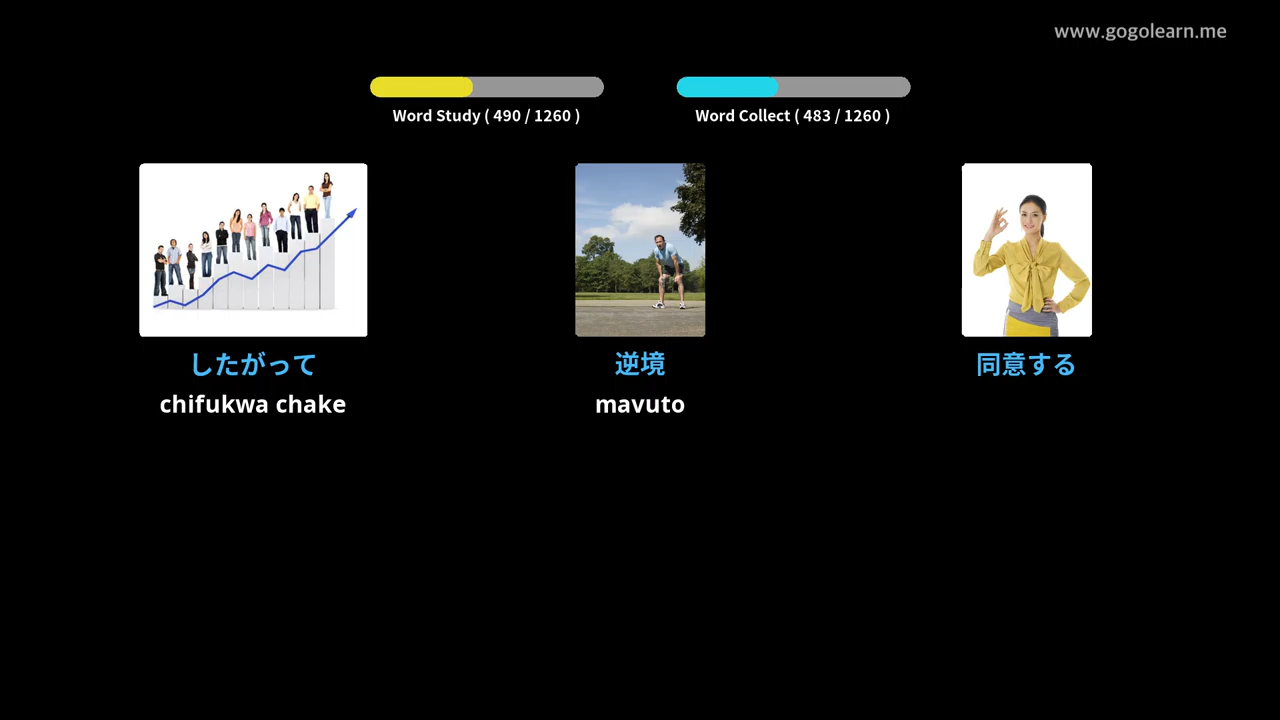 www.gogolearn.me
Word Study ( 490 / 1260 )
Word Collect ( 483 / 1260 )
したがって
chifukwa chake
逆境
mavuto
同意する